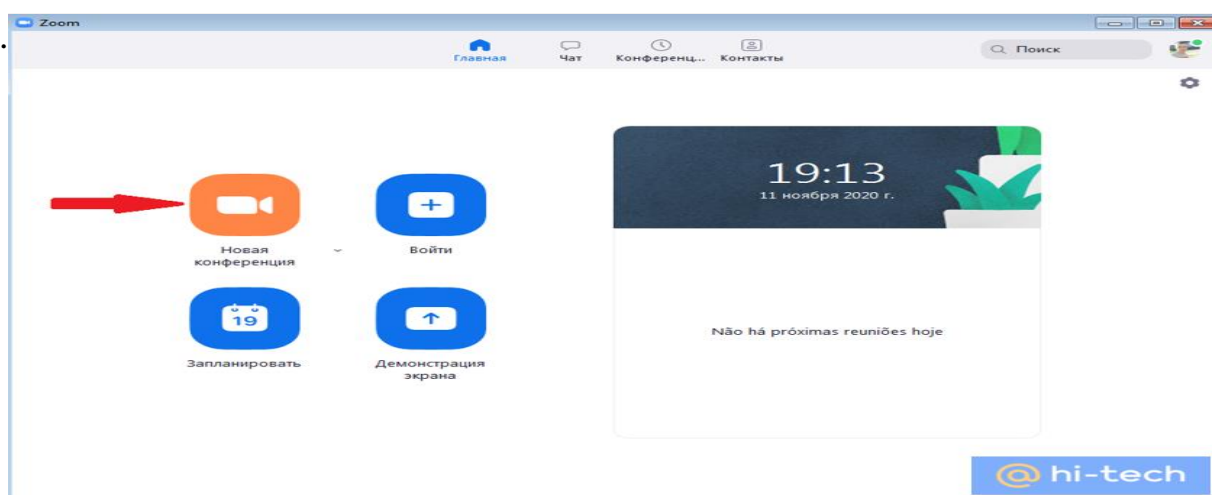 Zoom
Главная
Чат
Конференц...
Контакты
Поиск
19:13
11 ноября 2020 г.
Новая
конференция
Войти
19
Запланировать
Демонстрация
экрана
Não há próximas reuniões hoje
@ hi-tech